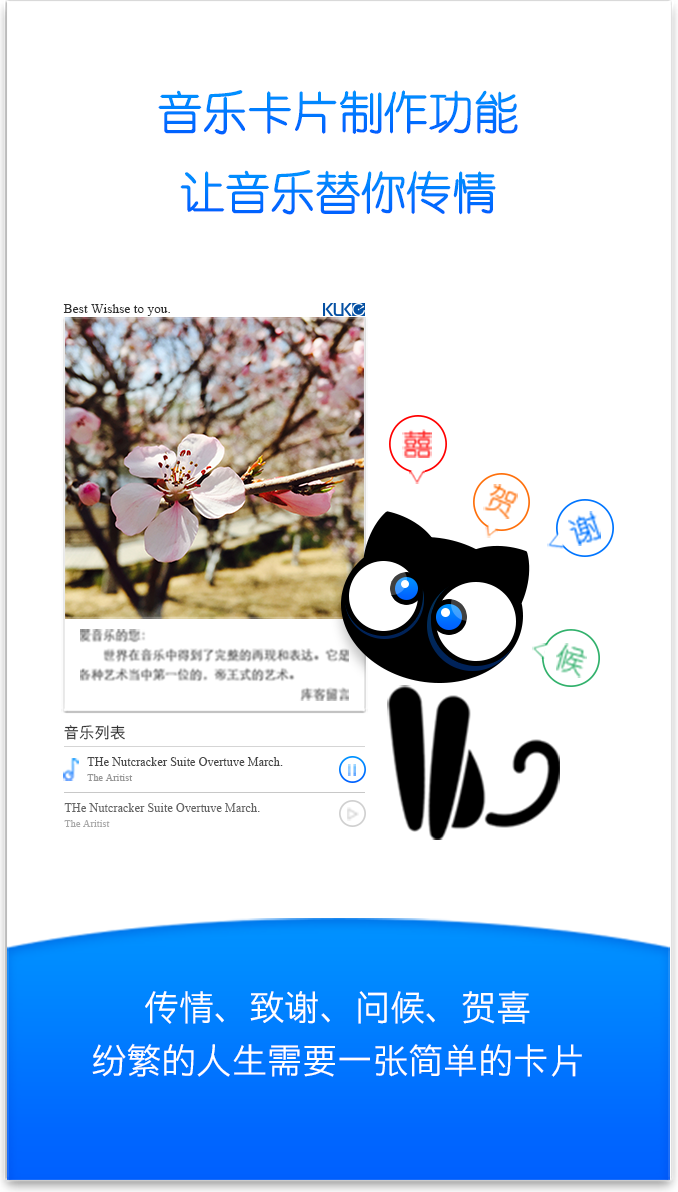 音乐卡片制作功能
让音乐替你传情
Best Wishse to you.
KUKE
囍
贺
谢
候
爱音乐的您：
世界在音乐中得到了完整的再现和表达。它是
各种艺术当中第一位的，帝王式的艺术。
库客留言
音乐列表
THe Nutcracker Suite Overtuve March.
The Aritist
THe Nutcracker Suite Overtuve March.
The Aritist
传情、致谢、问候、贺喜
纷繁的人生需要一张简单的卡片